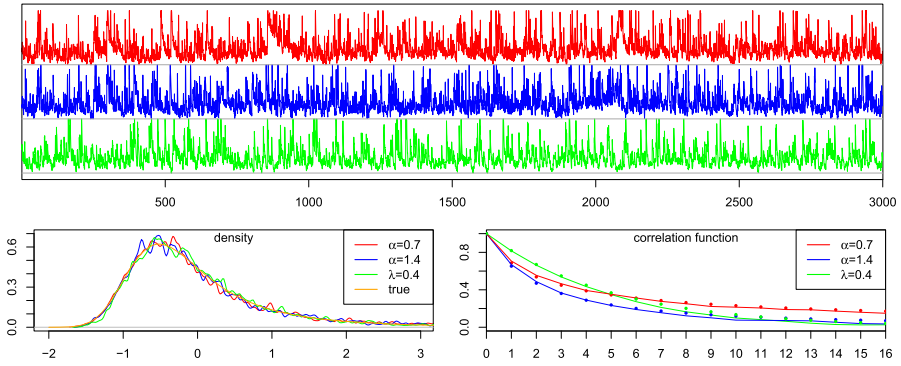 500 1000 1500 2000 2500 3000
density
α=0.7
α=1.4
λ=0.4
true
0.0 0.3 0.6
−2 −1 0 1 2 3
correlation function
α=0.7
α=1.4
λ=0.4
0.0 0.4 0.8
0 1 2 3 4 5 6 7 8 9 10 11 12 13 14 15 16